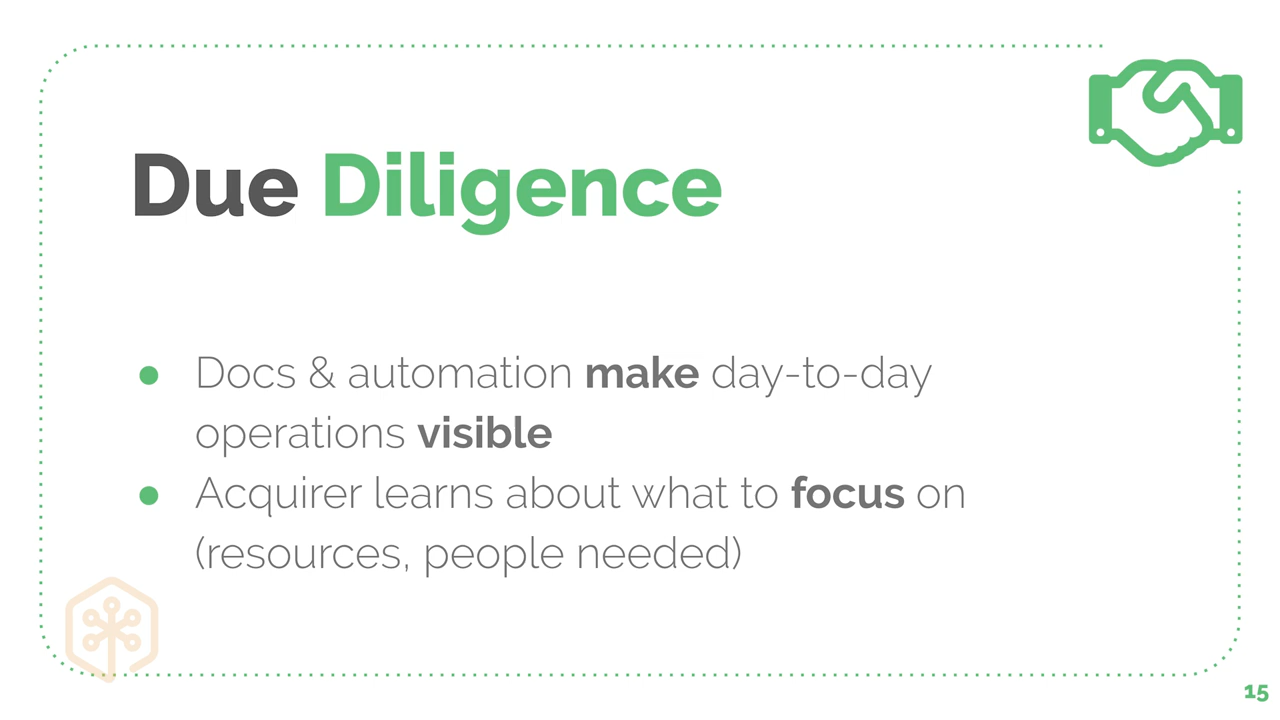 Due Diligence
● Docs & automation make day-to-day
operations visible
● Acquirer learns about what to focus on
(resources, people needed)
15